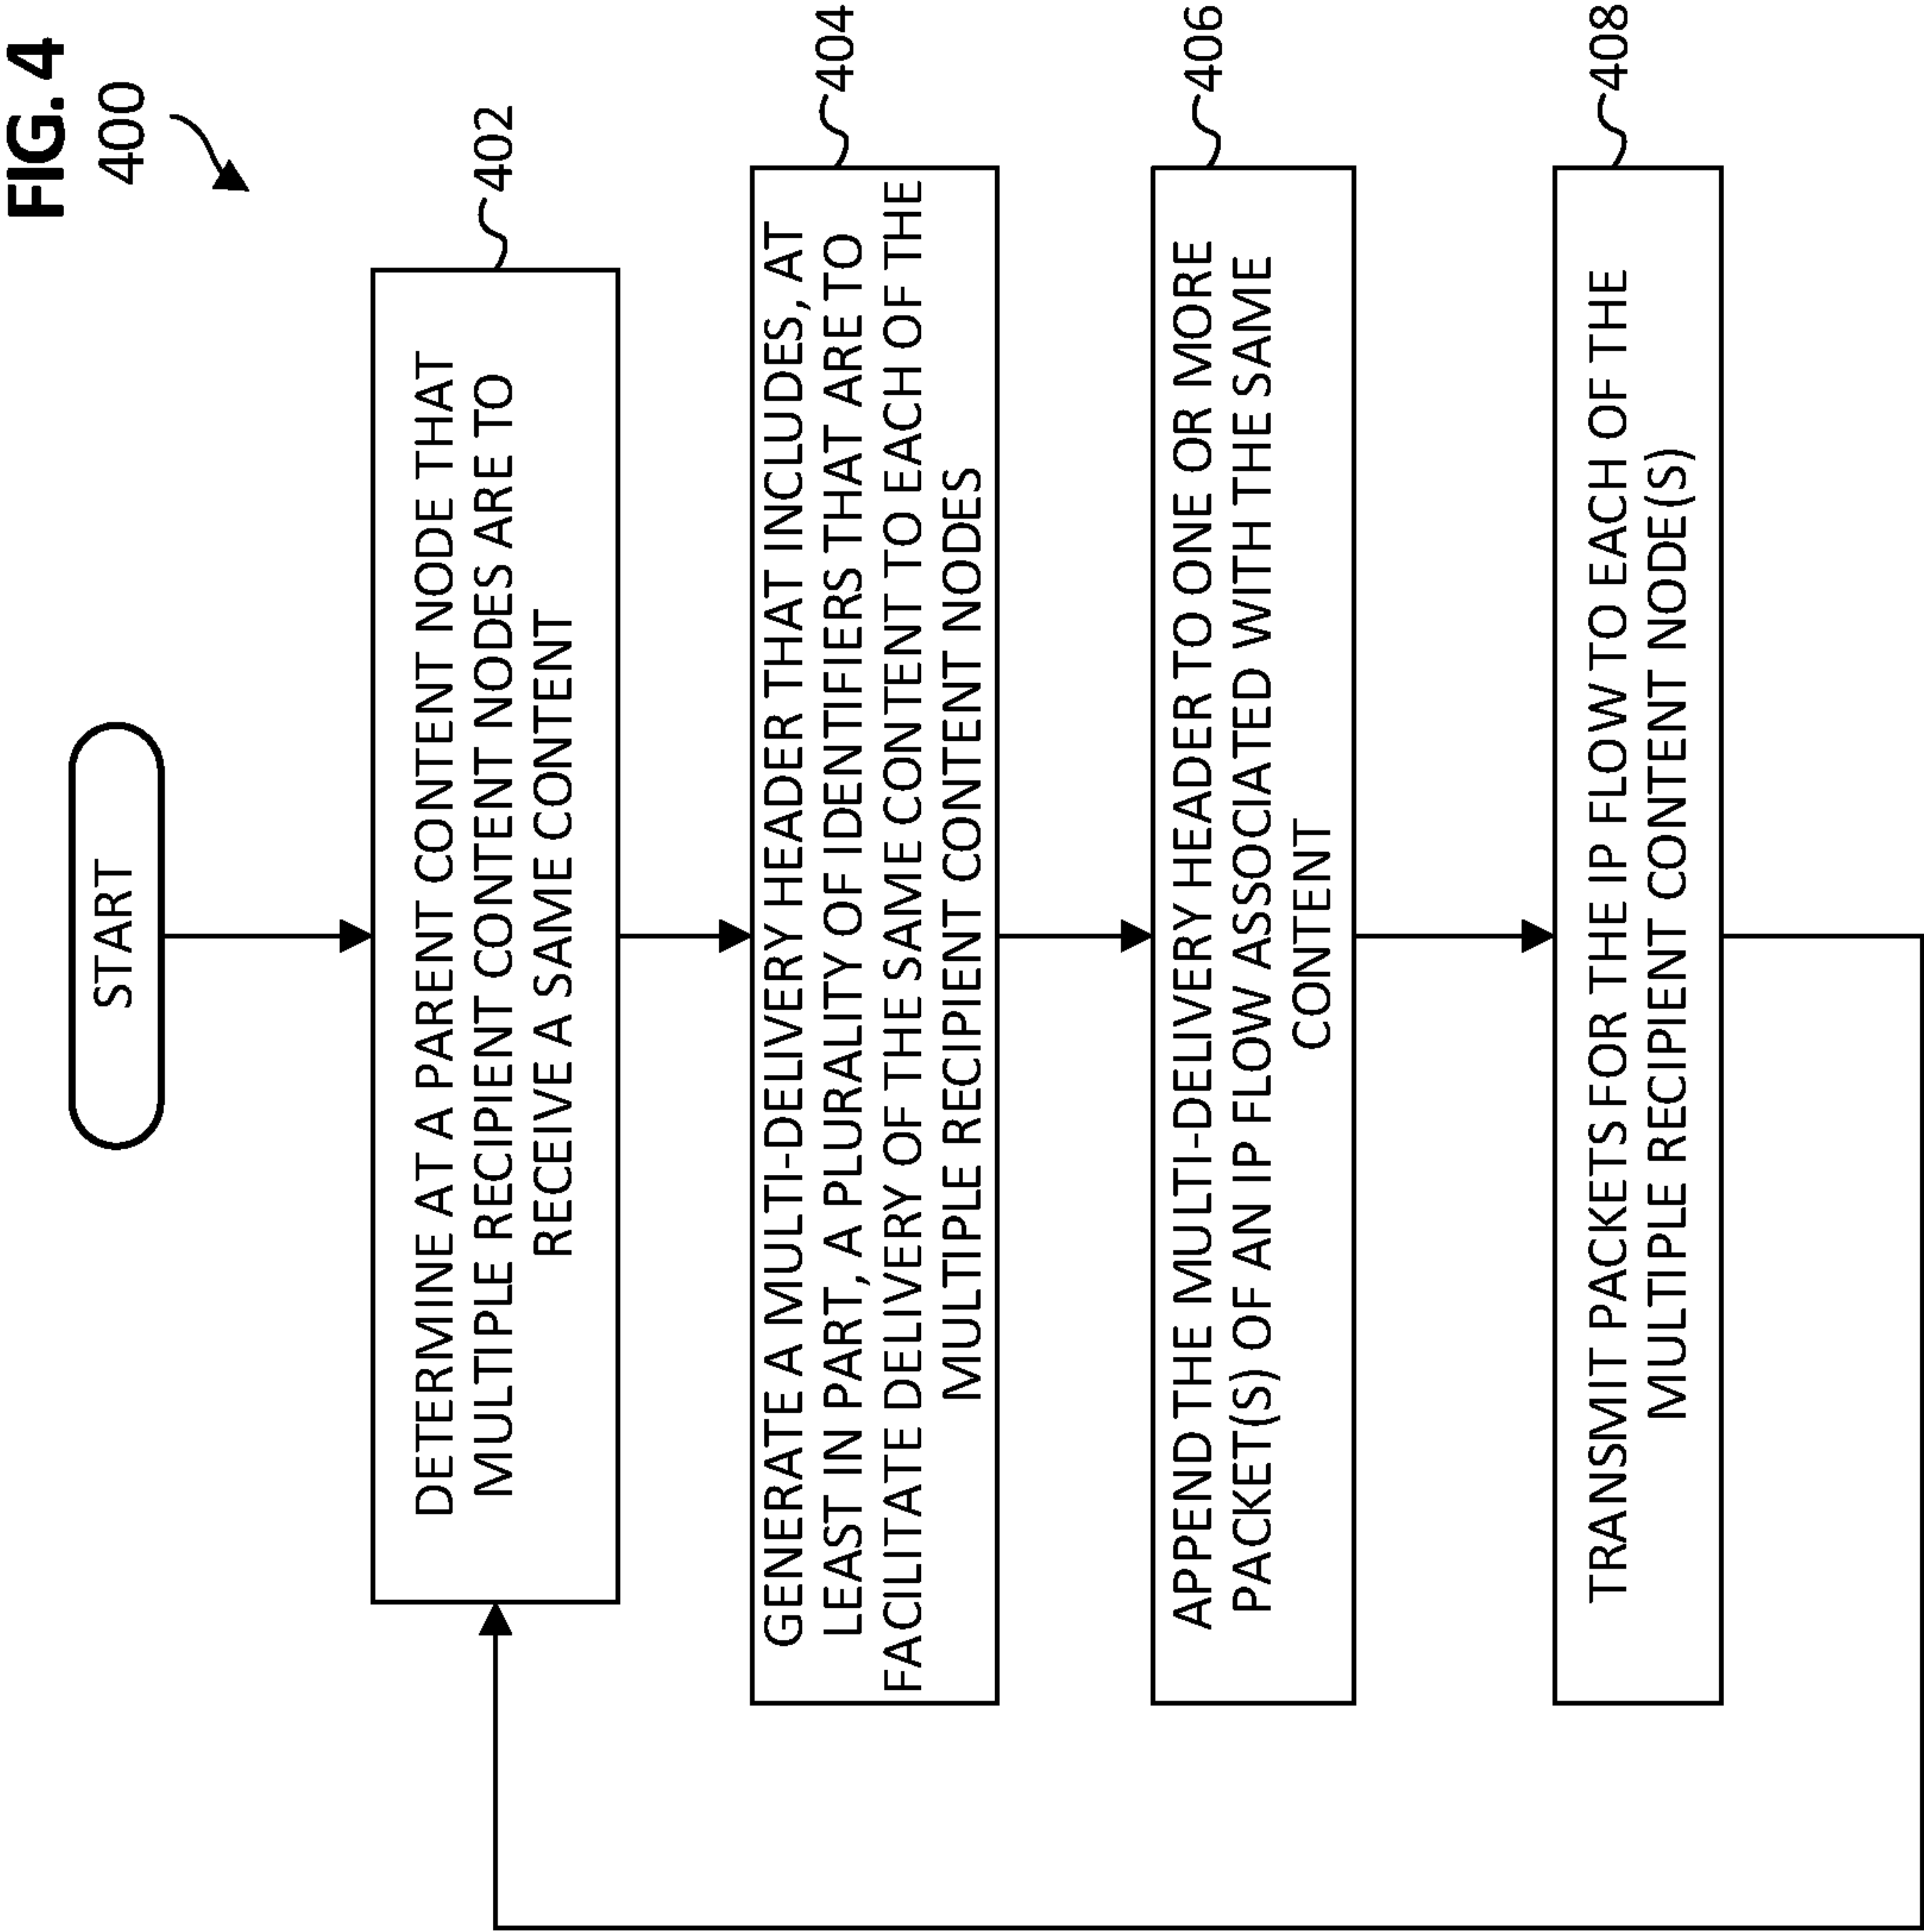 FIG. 4
400
START
DETERMINE AT A PARENT CONTENT NODE THAT
MULTIPLE RECIPIENT CONTENT NODES ARE TO
RECEIVE A SAME CONTENT
402
GENERATE A MULTI-DELIVERY HEADER THAT INCLUDES, AT
LEAST IN PART, A PLURALITY OF IDENTIFIERS THAT ARE TO
FACILITATE DELIVERY OF THE SAME CONTENT TO EACH OF THE
MULTIPLE RECIPIENT CONTENT NODES
404
APPEND THE MULTI-DELIVERY HEADER TO ONE OR MORE
PACKET(S) OF AN IP FLOW ASSOCIATED WITH THE SAME
CONTENT
406
TRANSMIT PACKETS FOR THE IP FLOW TO EACH OF THE
MULTIPLE RECIPIENT CONTENT NODE(S)
408